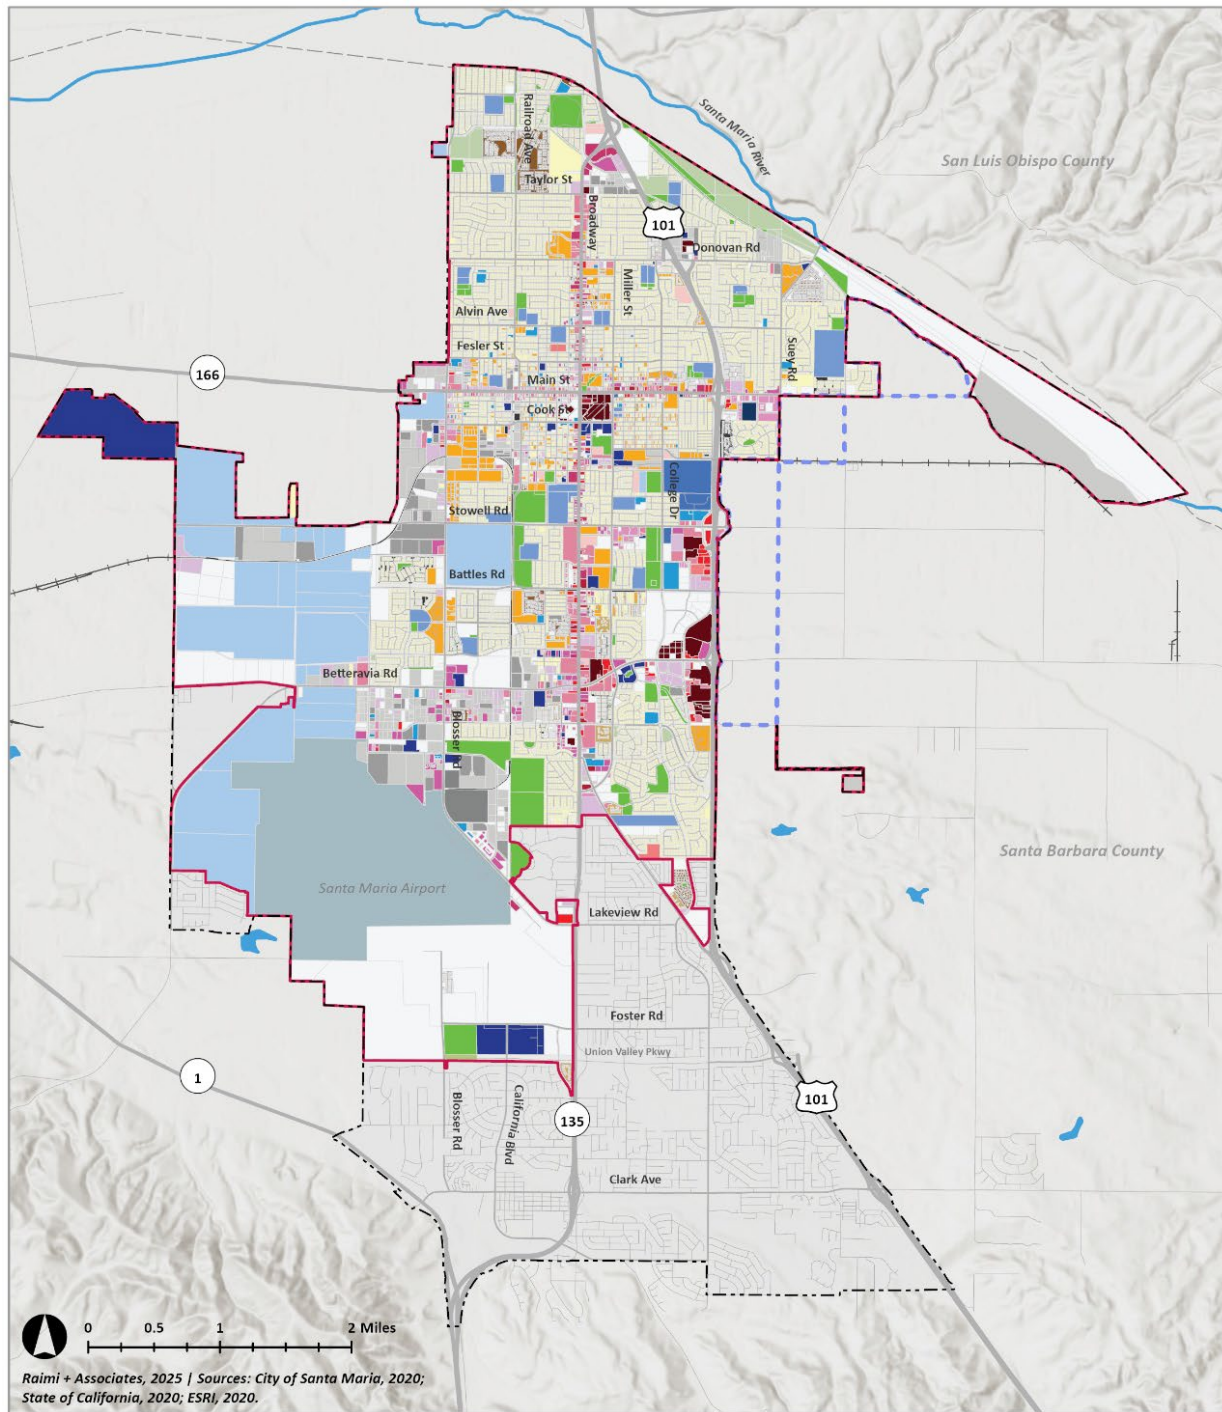 Santa Maria River
San Luis Obispo County
Railroad Ave
Taylor St
Broadway
101
Donovan Rd
Miller St
Alvin Ave
Fesler St
Suey Rd
166
Main St
Cook St
College Dr
Stowell Rd
Battles Rd
Betteravia Rd
Blosser Rd
Santa Barbara County
Santa Maria Airport
Lakeview Rd
Foster Rd
Union Valley Pkwy
1
Blosser Rd
California Blvd
135
101
Clark Ave
0 0.5 1 2 Miles
Raimi + Associates, 2025 | Sources: City of Santa Maria, 2020;
State of California, 2020; ESRI, 2020.